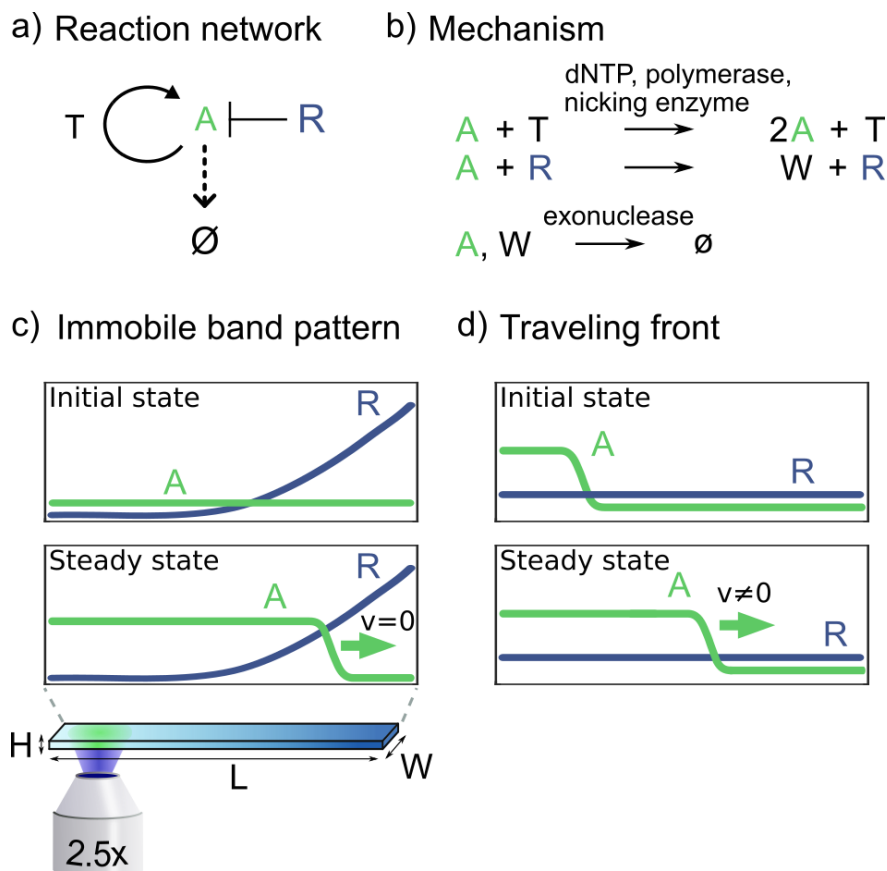 a) Reaction network
T
A
R
Ø
b) Mechanism
dNTP, polymerase,
nicking enzyme
A + T 2A + T
A + R W + R
exonuclease
A, W ø
c) Immobile band pattern
Initial state
R
A
Steady state
R
A
v=0
H
L
W
2.5x
d) Traveling front
Initial state
A
R
Steady state
A
v≠0
R